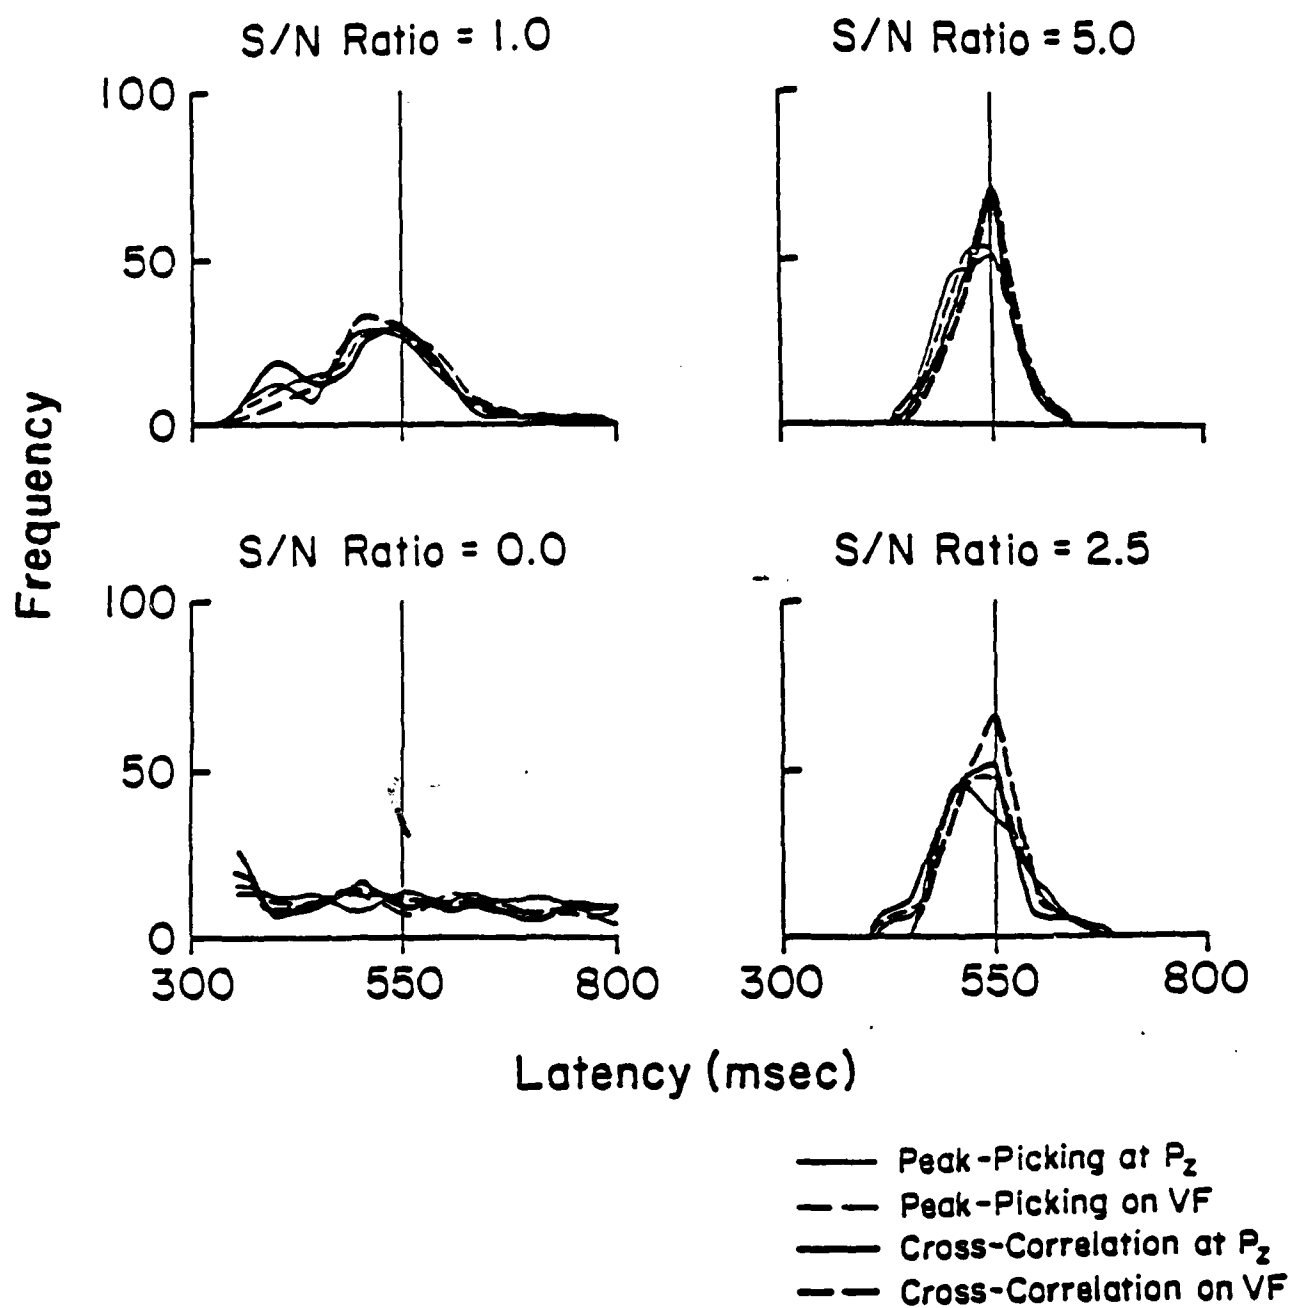 S/N Ratio = 1.0
S/N Ratio = 5.0
100
50
0
S/N Ratio = 0.0
S/N Ratio = 2.5
100
50
0
300 550 800
300 550 800
Frequency
Latency (msec)
Peak-Picking at Pz
Peak-Picking on VF
Cross-Correlation at Pz
Cross-Correlation on VF